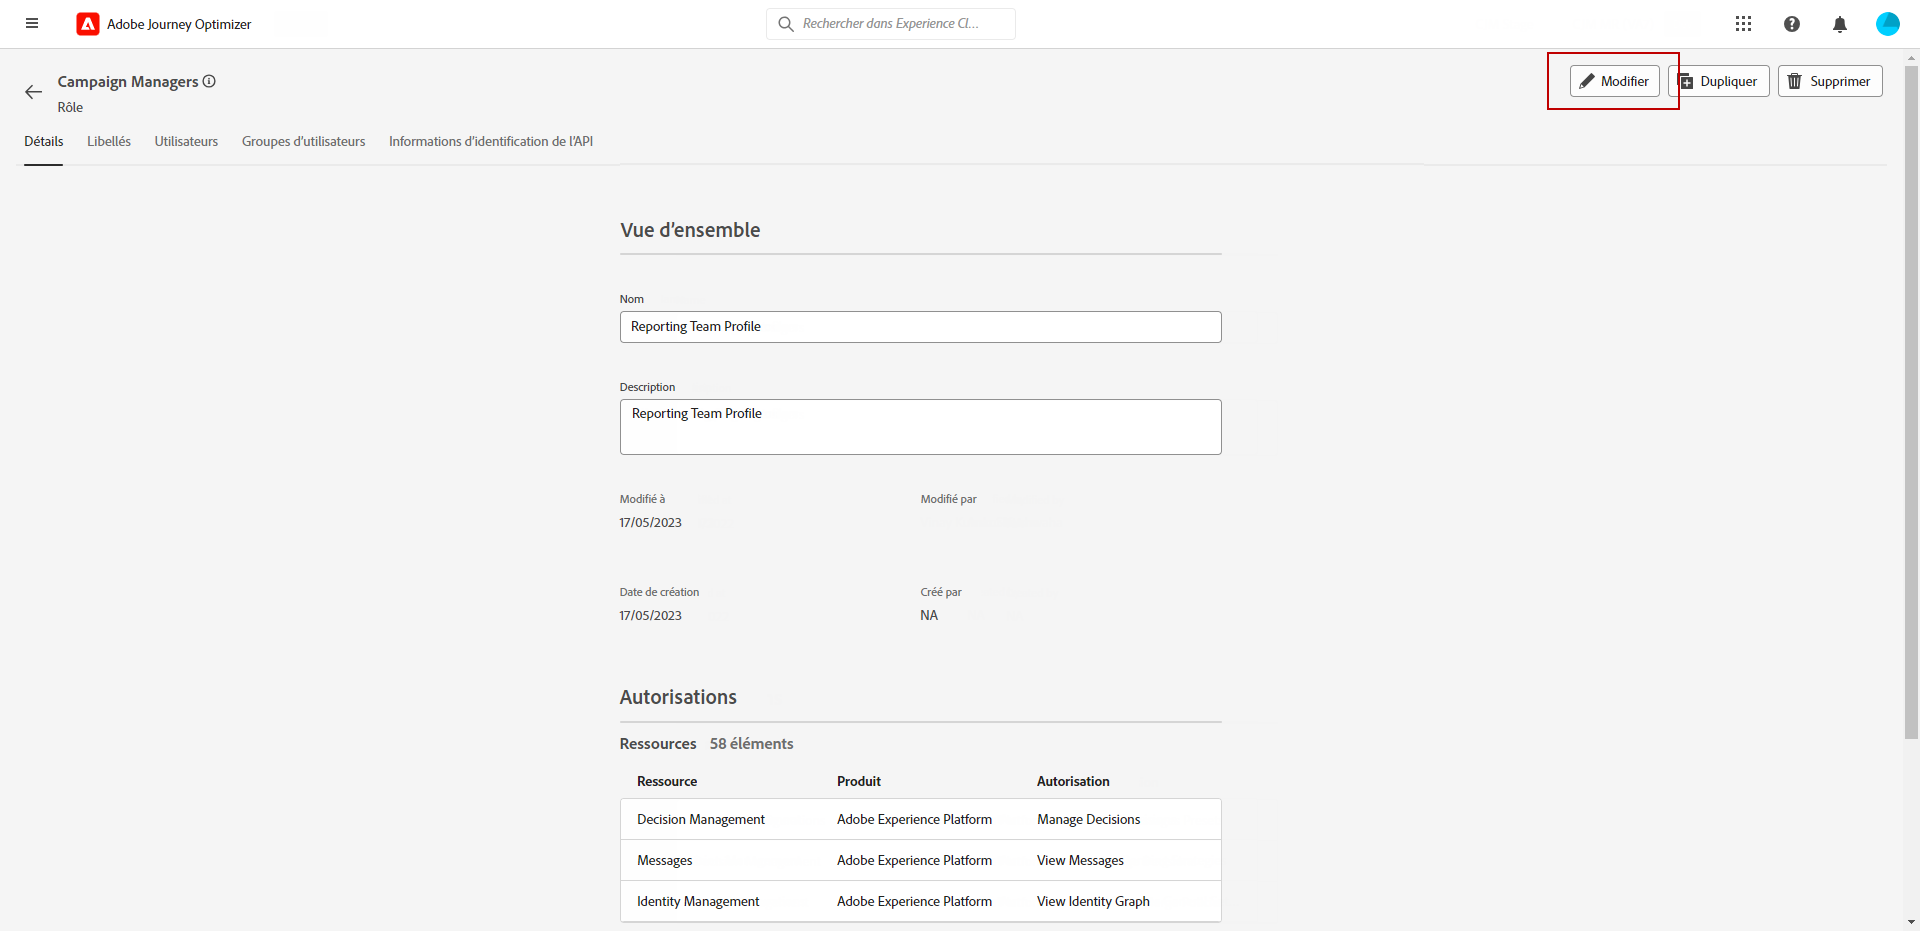 Adobe Journey Optimizer
Rechercher dans Experience Cl...
Campaign Managers
Rôle
Modifier
Dupliquer
Supprimer
Détails
Libellés
Utilisateurs
Groupes d’utilisateurs
Informations d’identification de l’API
Vue d’ensemble
Nom
Reporting Team Profile
Description
Reporting Team Profile
Modifié à
Modifié par
17/05/2023
Date de création
Créé par
17/05/2023
NA
Autorisations
Ressources 58 éléments
Ressource Produit Autorisation
Decision Management Adobe Experience Platform Manage Decisions
Messages Adobe Experience Platform View Messages
Identity Management Adobe Experience Platform View Identity Graph